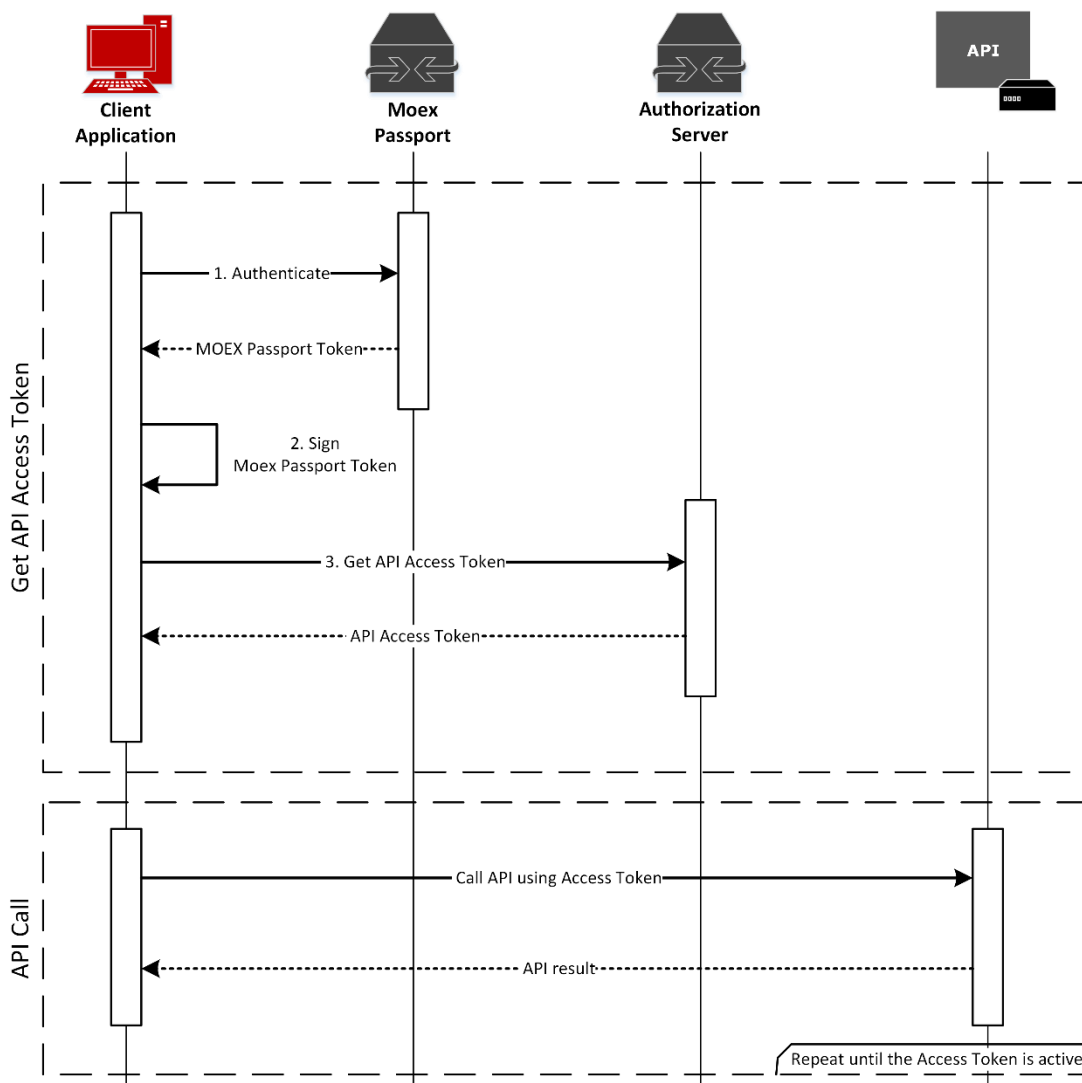 API
Client
Application
Moex
Passport
Authorization
Server
Get API Access Token
1. Authenticate
MOEX Passport Token
2. Sign
Moex Passport Token
3. Get API Access Token
API Access Token
API Call
Call API using Access Token
API result
Repeat until the Access Token is active